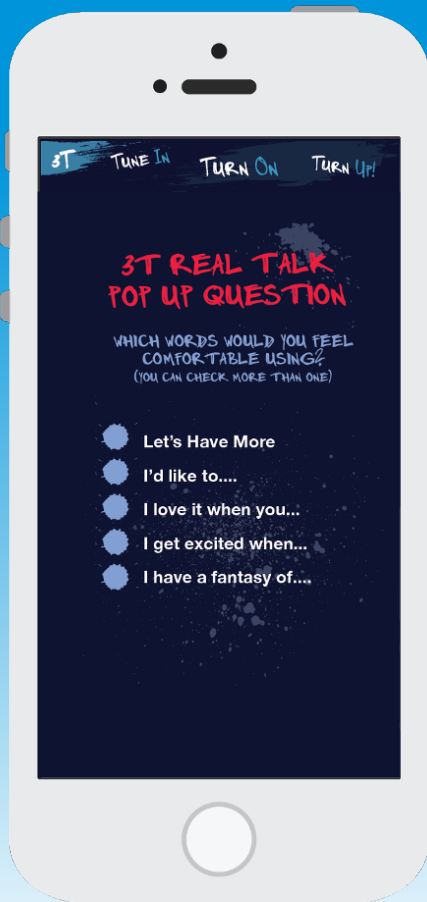 3T TUNE IN TURN ON TURN UP!
3T REAL TALK
POP UP QUESTION
WHICH WORDS WOULD YOU FEEL
COMFORTABLE USING?
(YOU CAN CHECK MORE THAN ONE)
Let's Have More
I'd like to....
I love it when you...
I get excited when...
I have a fantasy of....